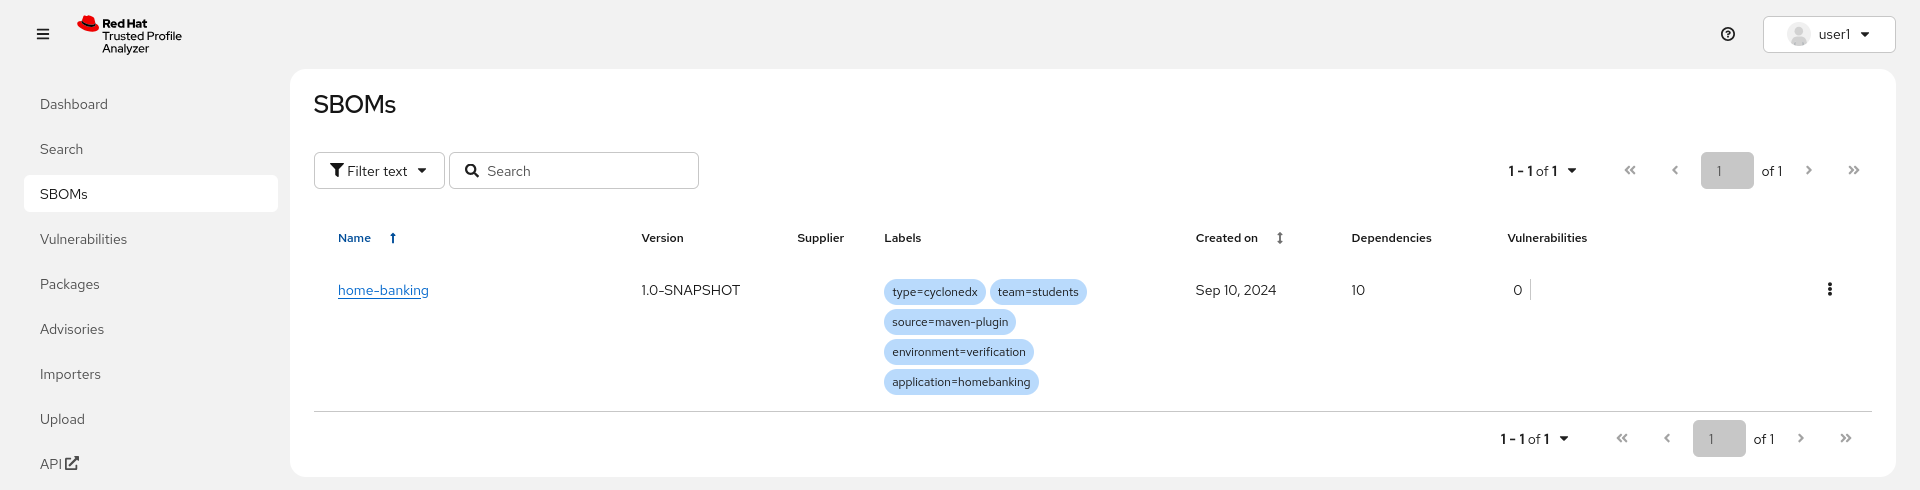 Red Hat
Trusted Profile
Analyzer
user1
Dashboard
Search
SBOMs
Vulnerabilities
Packages
Advisories
Importers
Upload
API
SBOMs
Filter text
Search
1 - 1 of 1
1 of 1
Name Version Supplier Labels Created on Dependencies Vulnerabilities
home-banking 1.0-SNAPSHOT type=cyclonedx team=students Sep 10, 2024 10 0
source=maven-plugin
environment=verification
application=homebanking
1 - 1 of 1
1 of 1